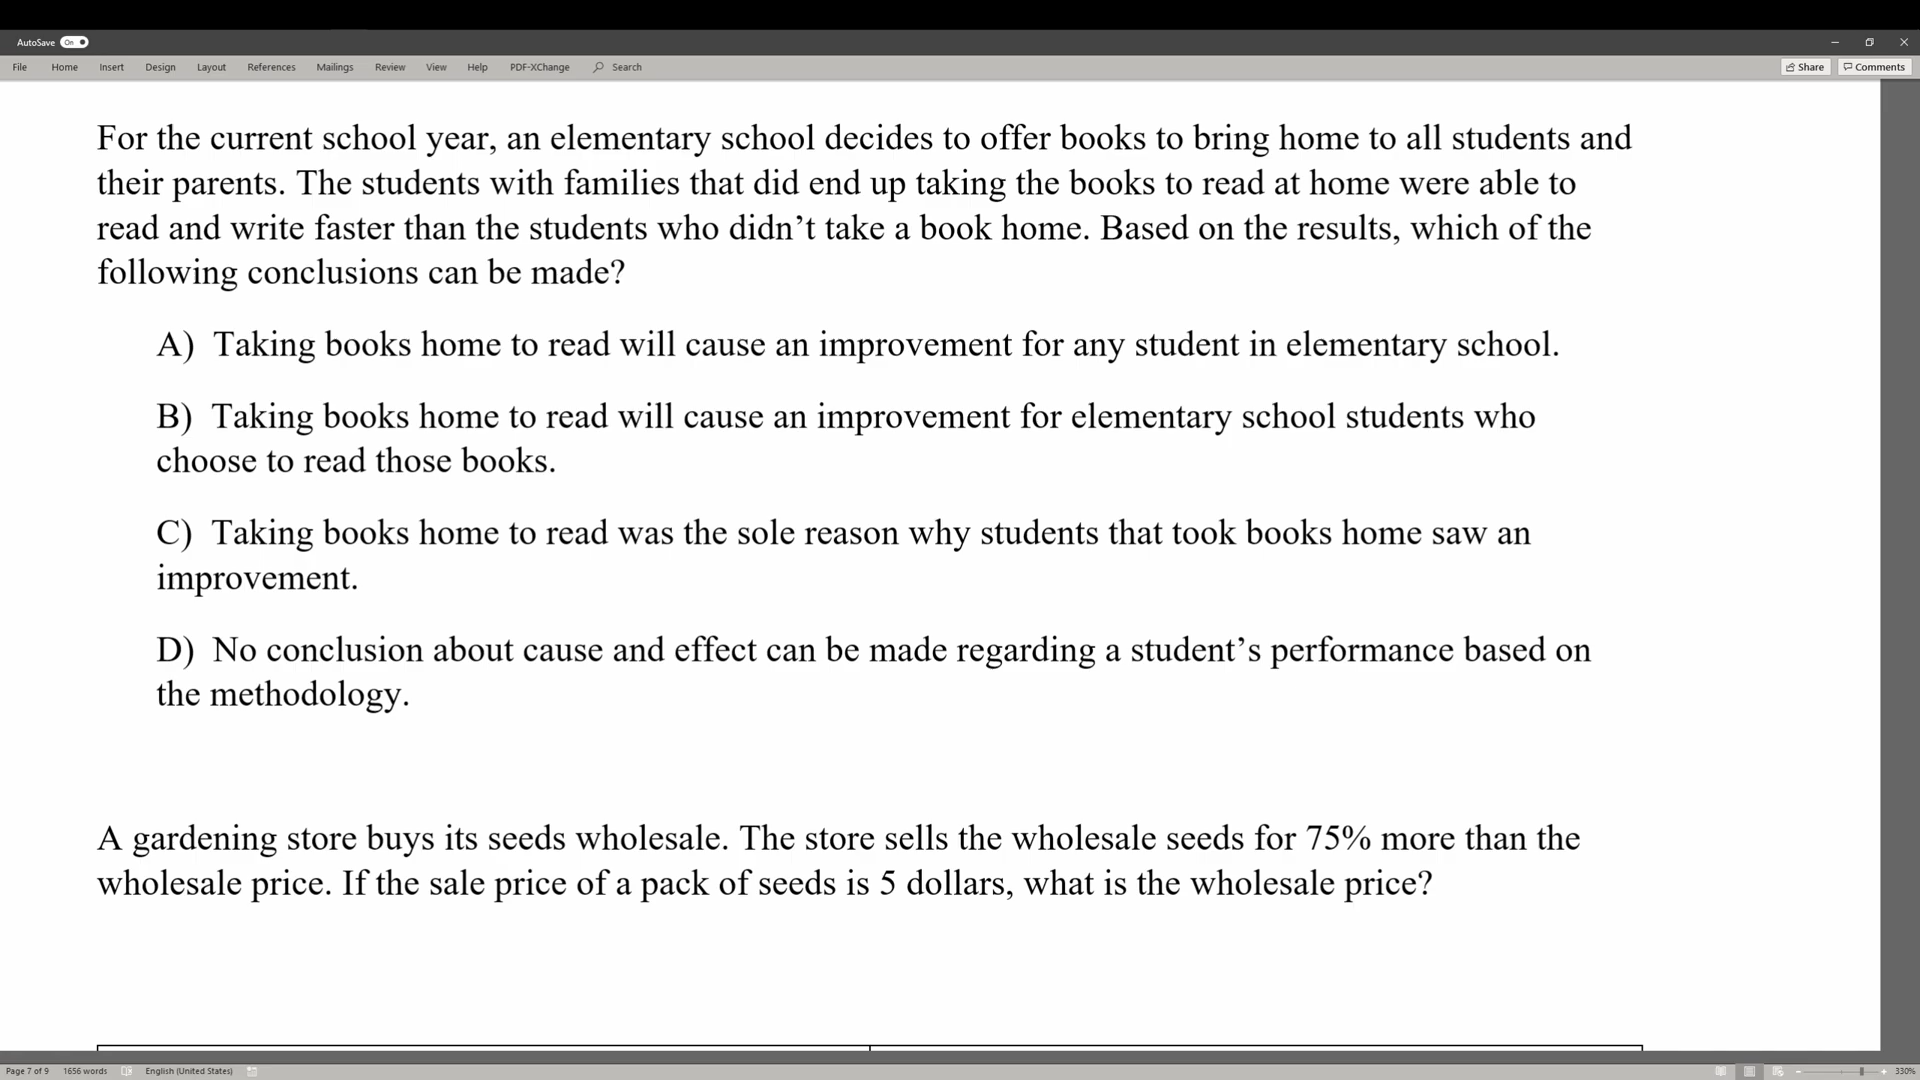 AutoSave On
File Home Insert Design Layout References Mailings Review View Help PDF-XChange Search Share Comments
For the current school year, an elementary school decides to offer books to bring home to all students and
their parents. The students with families that did end up taking the books to read at home were able to
read and write faster than the students who didn’t take a book home. Based on the results, which of the
following conclusions can be made?
A) Taking books home to read will cause an improvement for any student in elementary school.
B) Taking books home to read will cause an improvement for elementary school students who
choose to read those books.
C) Taking books home to read was the sole reason why students that took books home saw an
improvement.
D) No conclusion about cause and effect can be made regarding a student’s performance based on
the methodology.
A gardening store buys its seeds wholesale. The store sells the wholesale seeds for 75% more than the
wholesale price. If the sale price of a pack of seeds is 5 dollars, what is the wholesale price?
Page 7 of 9 1656 words English (United States) 330%